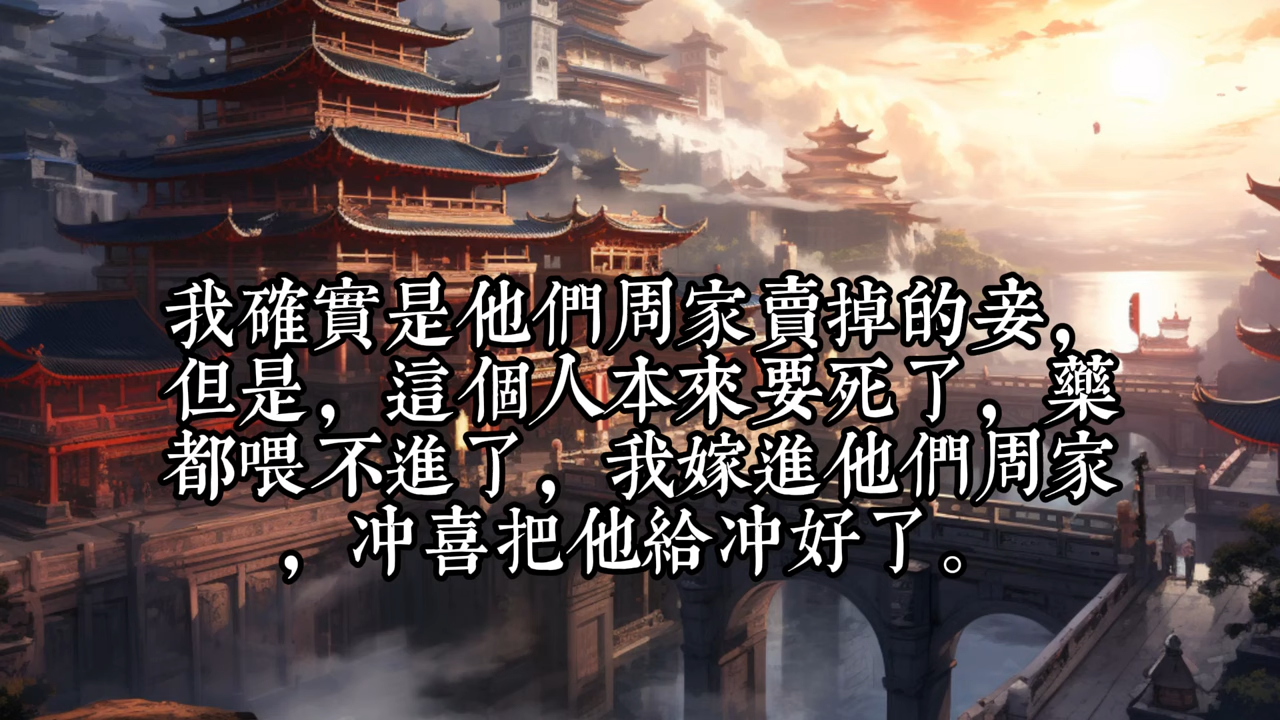 我確實是他們周家賣掉的妾，
但是，這個人本來要死了，藥
都喂不進了，我嫁進他們周家
，冲喜把他給冲好了。